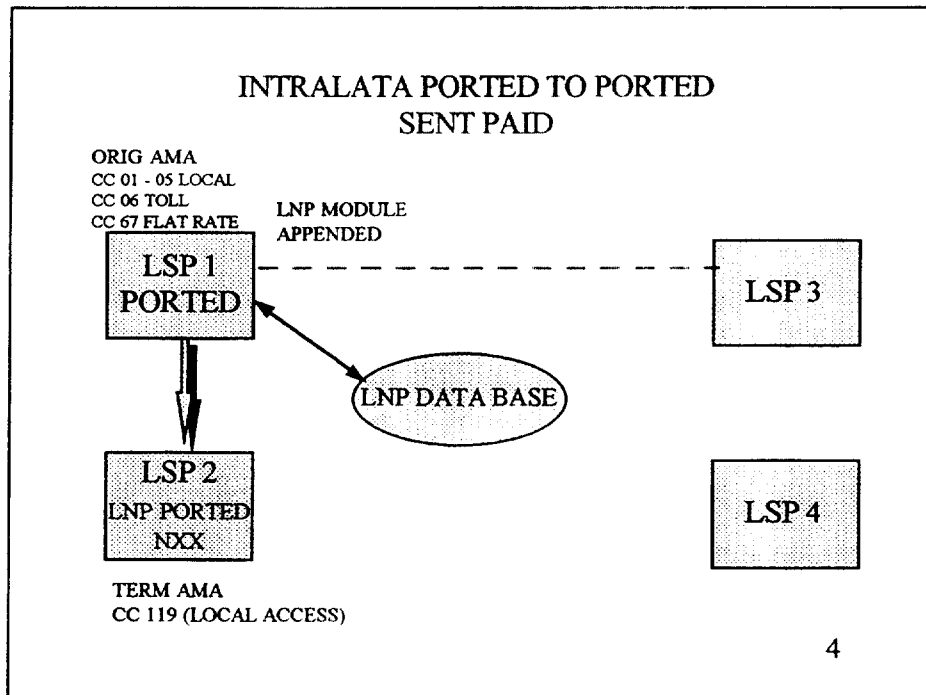 INTRALATA PORTED TO PORTED
SENT PAID
ORIG AMA
CC 01 - 05 LOCAL
CC 06 TOLL
CC 67 FLAT RATE
LNP MODULE
APPENDED
LSP 1
PORTED
LSP 3
LNP DATA BASE
LSP 2
LNP PORTED
NXX
LSP 4
TERM AMA
CC 119 (LOCAL ACCESS)
4